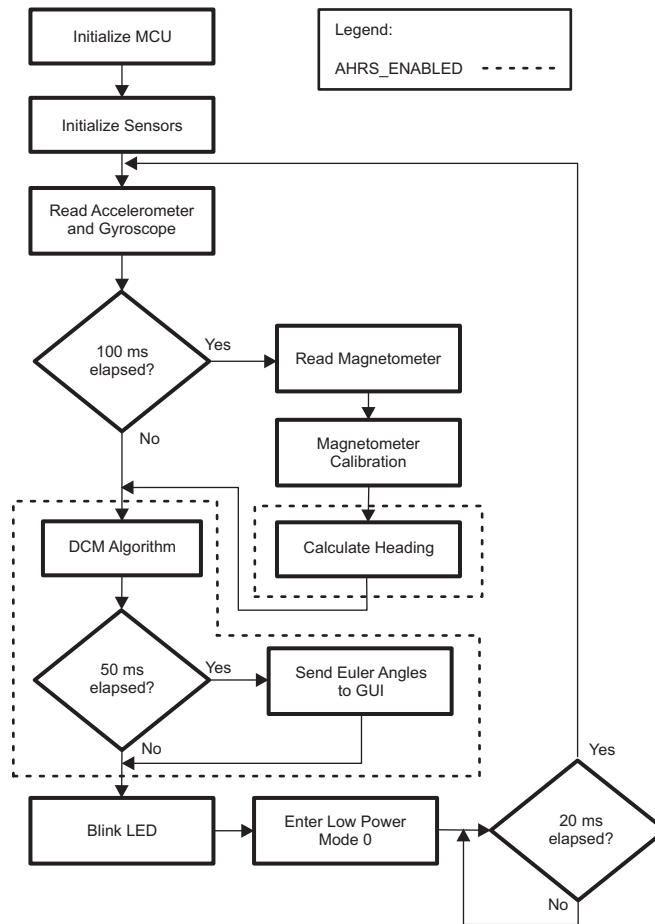 Initialize MCU
Legend:
AHRS_ENABLED
Initialize Sensors
Read Accelerometer
and Gyroscope
100 ms
elapsed?
Yes
No
Read Magnetometer
Magnetometer
Calibration
Calculate Heading
DCM Algorithm
50 ms
elapsed?
Yes
No
Send Euler Angles
to GUI
Blink LED
Enter Low Power
Mode 0
20 ms
elapsed?
Yes
No